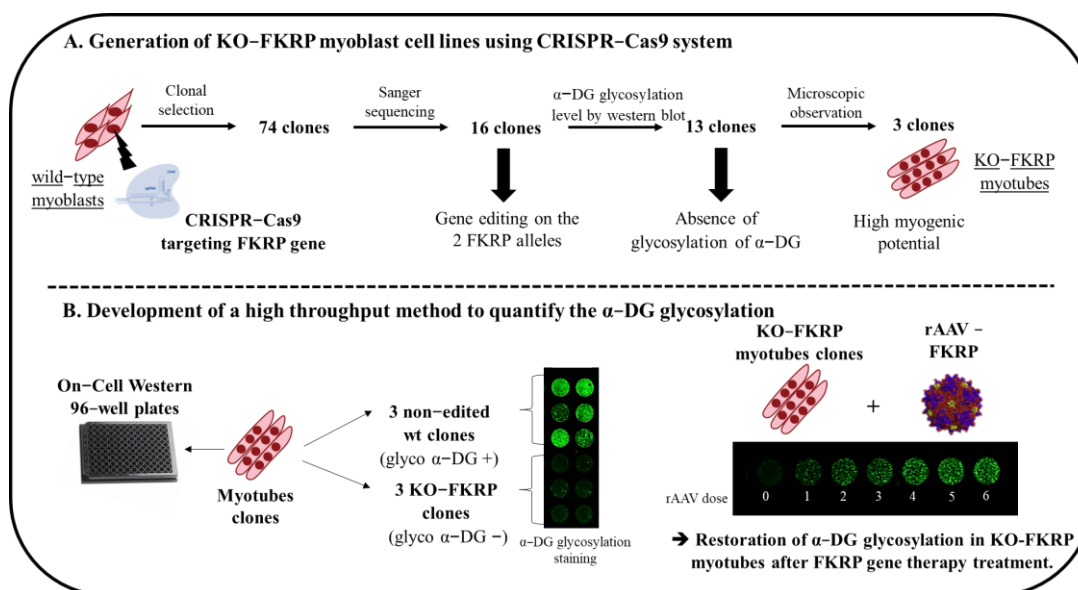 A. Generation of KO−FKRP myoblast cell lines using CRISPR−Cas9 system
Clonal
selection
Sanger
sequencing
α−DG glycosylation
level by western blot
Microscopic
observation
74 clones
16 clones
13 clones
3 clones
wild−type
myoblasts
CRISPR−Cas9
targeting FKRP gene
Gene editing on the
2 FKRP alleles
Absence of
glycosylation of α−DG
KO−FKRP
myotubes
High myogenic
potential
B. Development of a high throughput method to quantify the α−DG glycosylation
On−Cell Western
96−well plates
Myotubes
clones
3 non−edited
wt clones
(glyco α−DG +)
3 KO−FKRP
clones
(glyco α−DG −)
α−DG glycosylation
staining
KO−FKRP
myotubes clones
+
rAAV −
FKRP
rAAV dose
0 1 2 3 4 5 6
➔ Restoration of α−DG glycosylation in KO-FKRP
myotubes after FKRP gene therapy treatment.